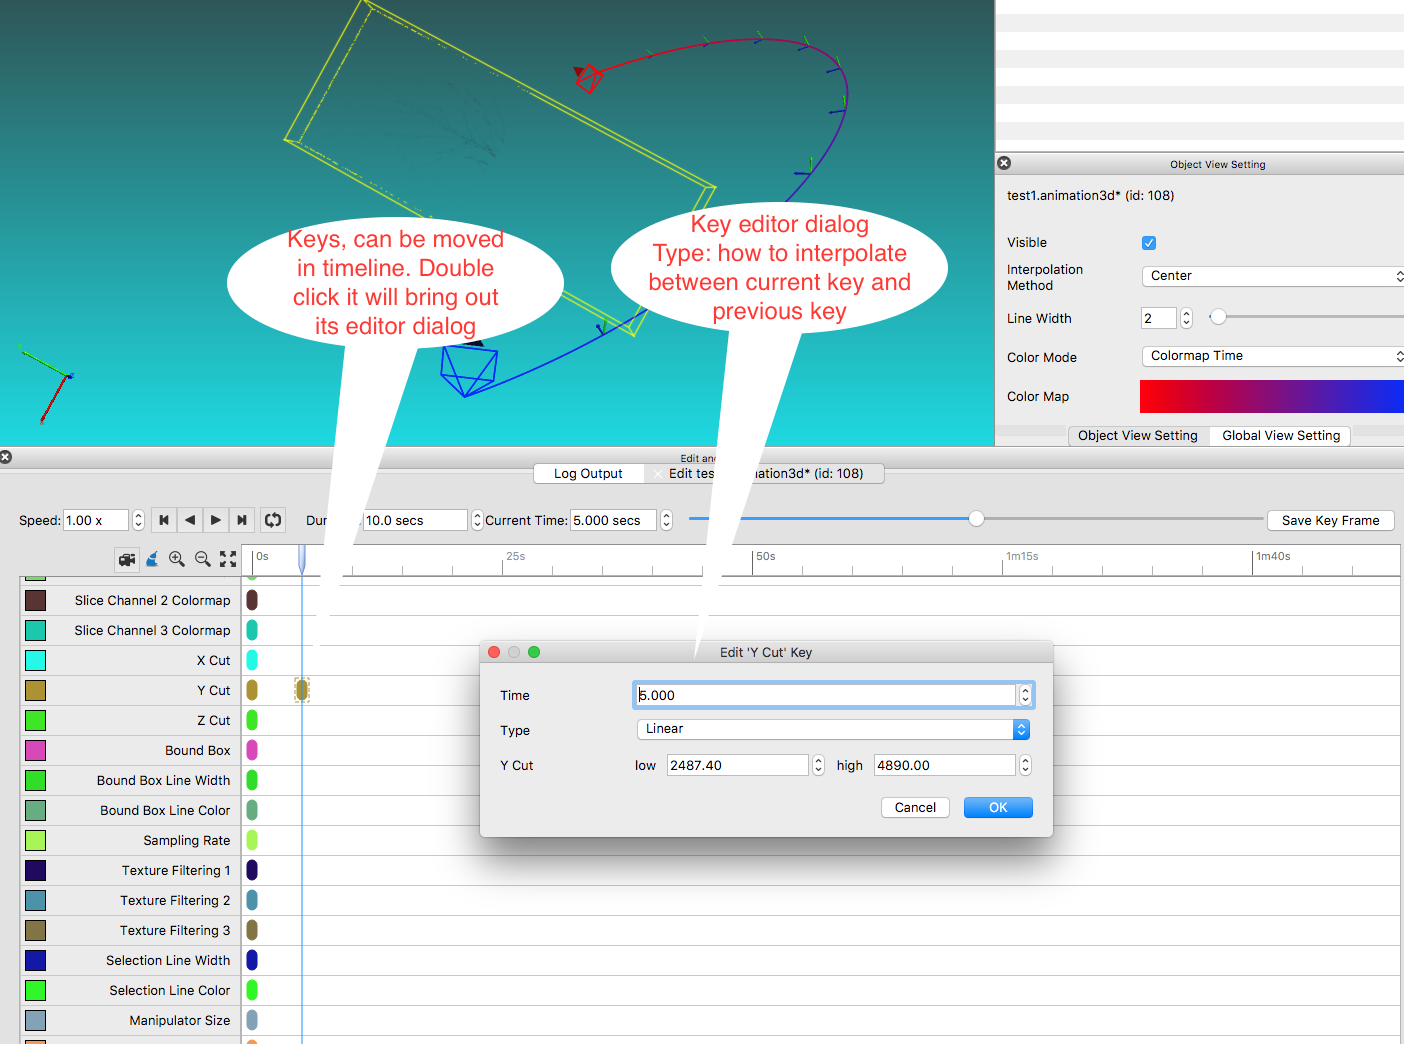 Object View Setting
test1.animation3d* (id: 108)
Visible
Interpolation
Method
Center
Line Width
2
Color Mode
Colormap Time
Color Map
Object View Setting
Global View Setting
Keys, can be moved
in timeline. Double
click it will bring out
its editor dialog
Key editor dialog
Type: how to interpolate
between current key and
previous key
Edit an
Log Output
Edit tes
ation3d* (id: 108)
Speed:
1.00 x
Du
10.0 secs
Current Time:
5.000 secs
Save Key Frame
0s
25s
50s
1m15s
1m40s
Slice Channel 2 Colormap
Slice Channel 3 Colormap
X Cut
Y Cut
Z Cut
Bound Box
Bound Box Line Width
Bound Box Line Color
Sampling Rate
Texture Filtering 1
Texture Filtering 2
Texture Filtering 3
Selection Line Width
Selection Line Color
Manipulator Size
Edit 'Y Cut' Key
Time
5.000
Type
Linear
Y Cut
low
2487.40
high
4890.00
Cancel
OK